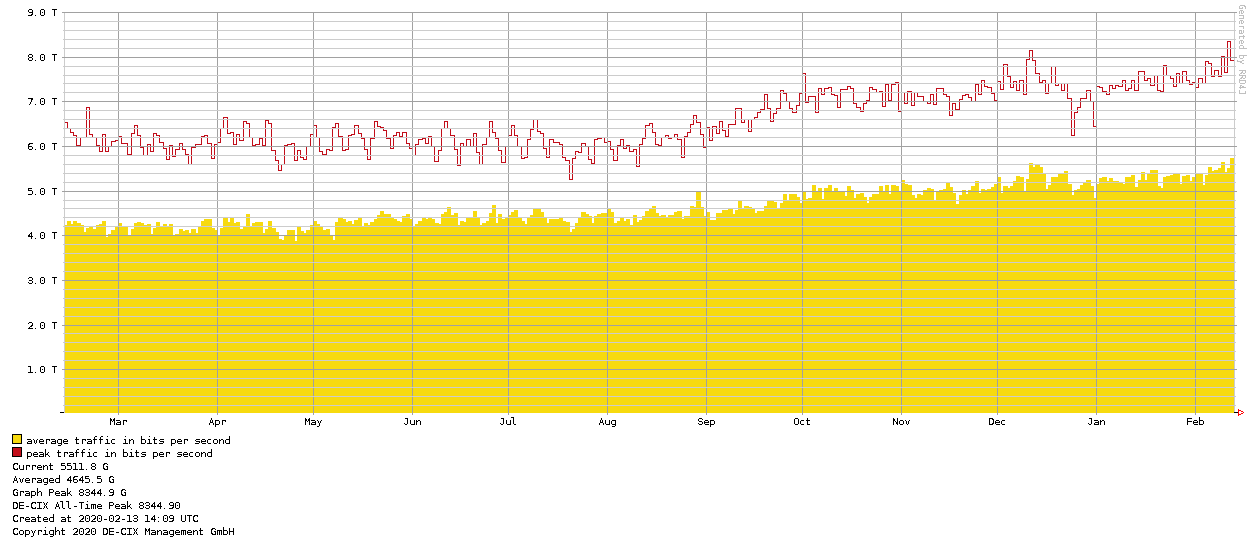 9.0 T
8.0 T
7.0 T
6.0 T
5.0 T
4.0 T
3.0 T
2.0 T
1.0 T
Mar Apr May Jun Jul Aug Sep Oct Nov Dec Jan Feb
average traffic in bits per second
peak traffic in bits per second
Current 5511.8 G
Averaged 4645.5 G
Graph Peak 8344.9 G
DE-CIX All-Time Peak 8344.90
Created at 2020-02-13 14:09 UTC
Copyright 2020 DE-CIX Management GmbH
Generated by RRD4J